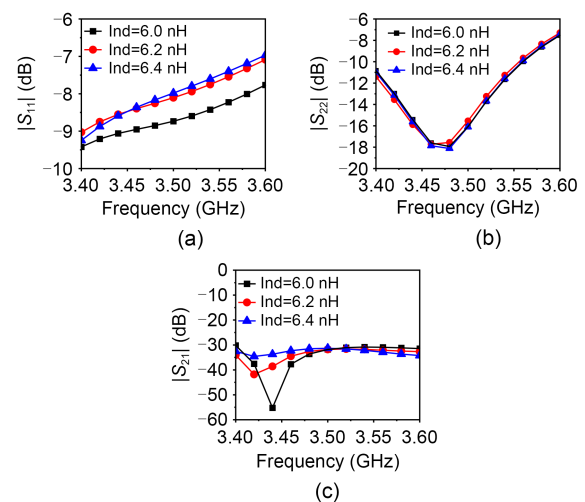 −6
−7
−8
−9
−10
|S11| (dB)
Ind=6.0 nH
Ind=6.2 nH
Ind=6.4 nH
3.40 3.45 3.50 3.55 3.60
Frequency (GHz)
(a)
−6
−8
−10
−12
−14
−16
−18
−20
|S22| (dB)
Ind=6.0 nH
Ind=6.2 nH
Ind=6.4 nH
3.40 3.45 3.50 3.55 3.60
Frequency (GHz)
(b)
0
−10
−20
−30
−40
−50
−60
|S21| (dB)
Ind=6.0 nH
Ind=6.2 nH
Ind=6.4 nH
3.40 3.45 3.50 3.55 3.60
Frequency (GHz)
(c)